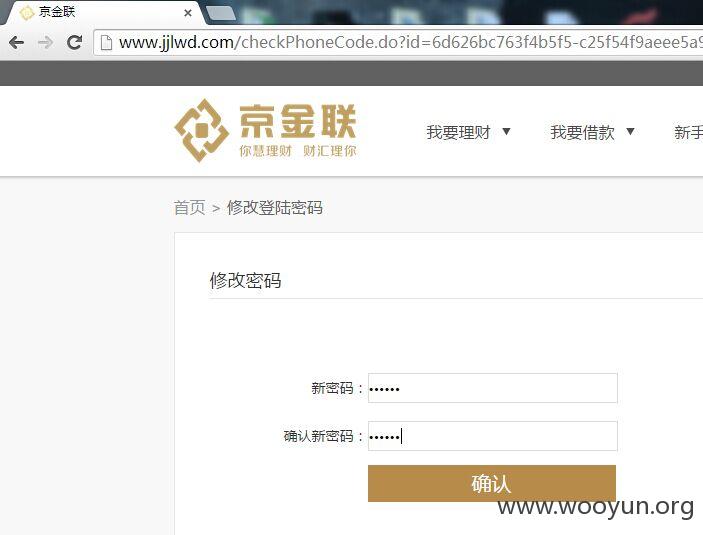 京金联
www.jjlwd.com/checkPhoneCode.do?id=6d626bc763f4b5f5-c25f54f9aeee5a9
京金联
你慧理财 财汇理你
我要理财 我要借款 新手
首页 > 修改登陆密码
修改密码
新密码：••••••
确认新密码：••••••
确认
www.wooyun.org